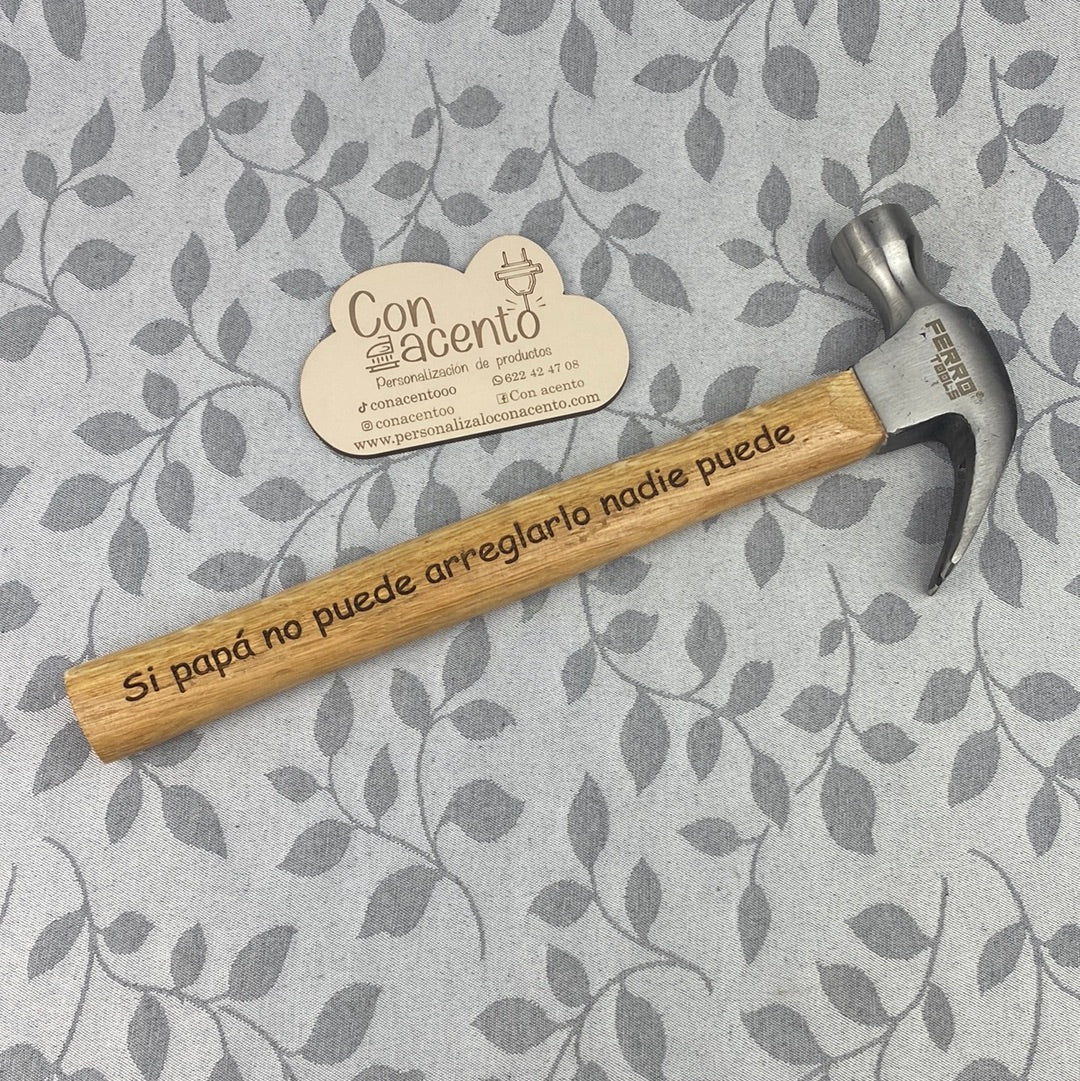 Con
acento
Personalización de productos
conacentooo
622 42 47 08
conacentoo
Con acento
www.personalizaloconacento.com
FERRO
TOOLS
Si papá no puede arreglarlo nadie puede.